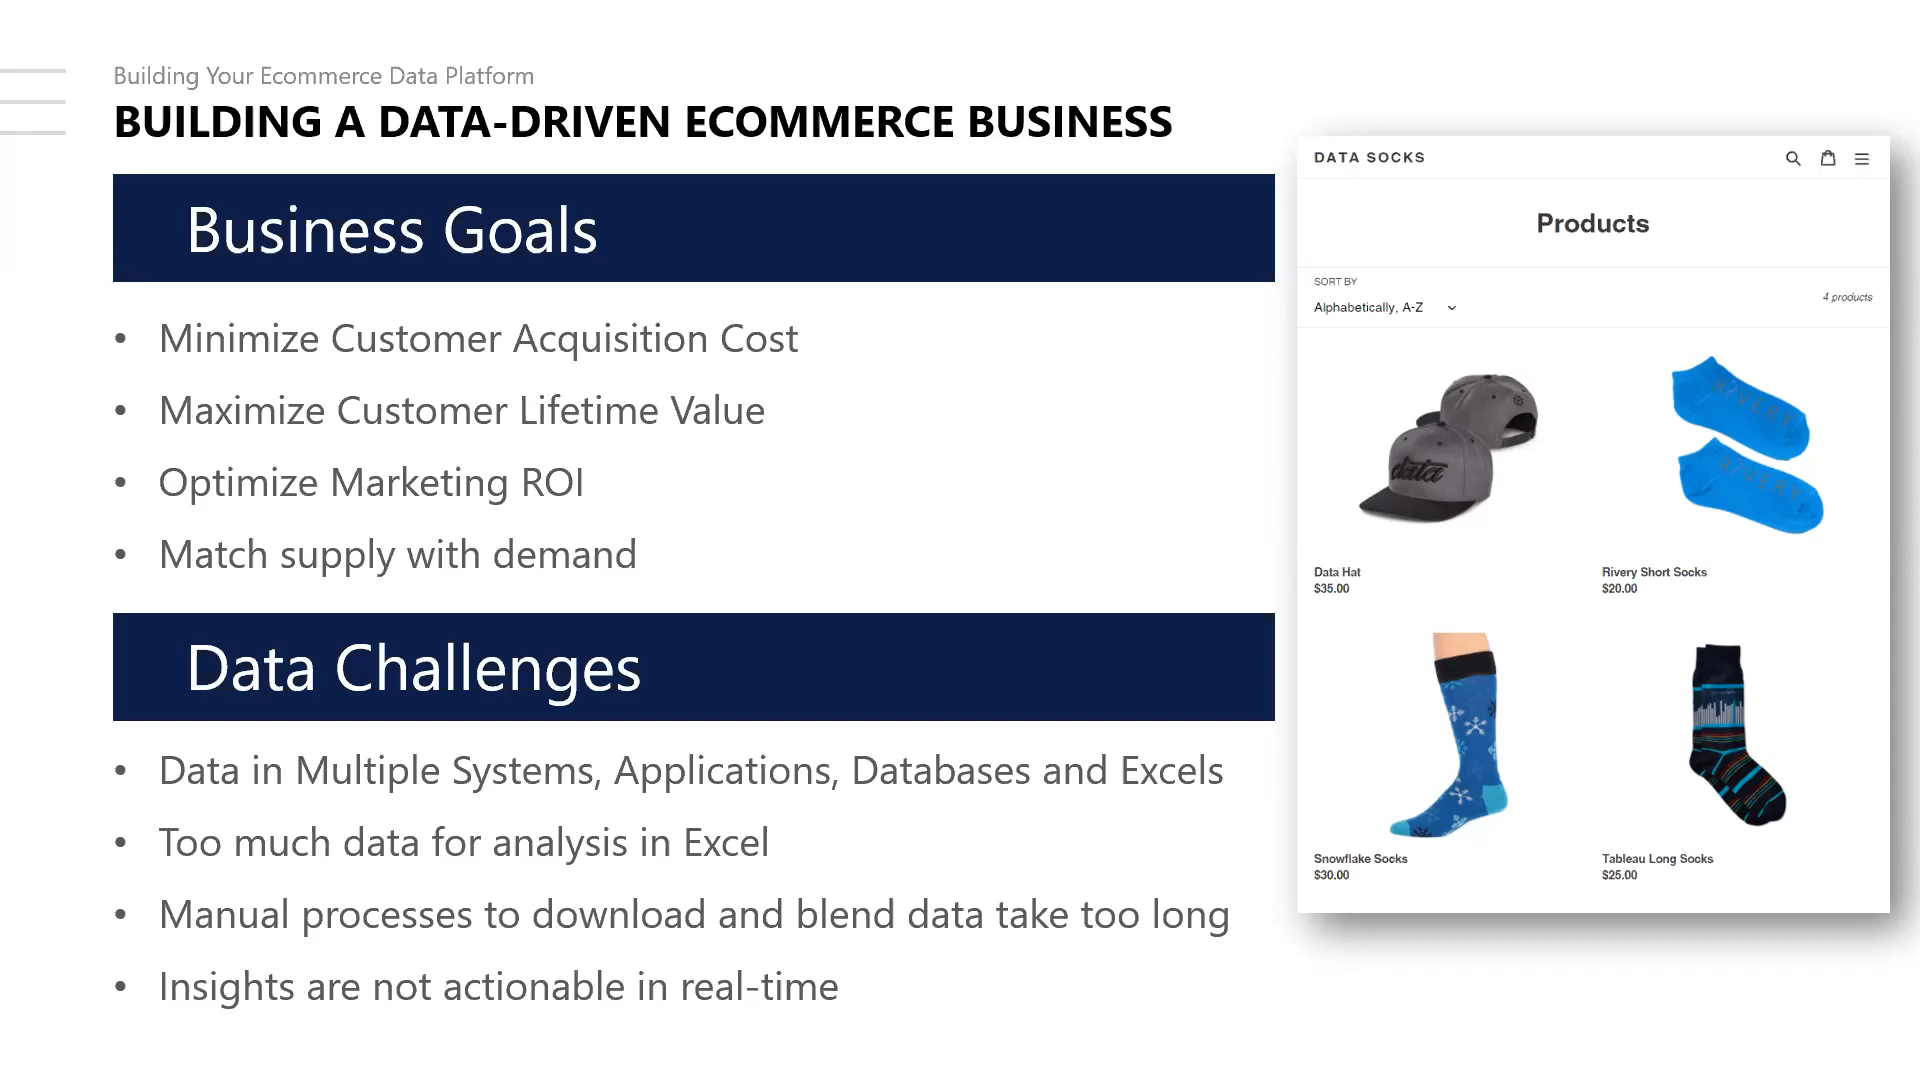 Building Your Ecommerce Data Platform
BUILDING A DATA-DRIVEN ECOMMERCE BUSINESS
Business Goals
• Minimize Customer Acquisition Cost
• Maximize Customer Lifetime Value
• Optimize Marketing ROI
• Match supply with demand
Data Challenges
• Data in Multiple Systems, Applications, Databases and Excels
• Too much data for analysis in Excel
• Manual processes to download and blend data take too long
• Insights are not actionable in real-time
DATA SOCKS
Products
SORT BY
Alphabetically, A-Z
4 products
data
RIVERY
RIVERY
Data Hat
$35.00
Rivery Short Socks
$20.00
Snowflake Socks
$30.00
Tableau Long Socks
$25.00